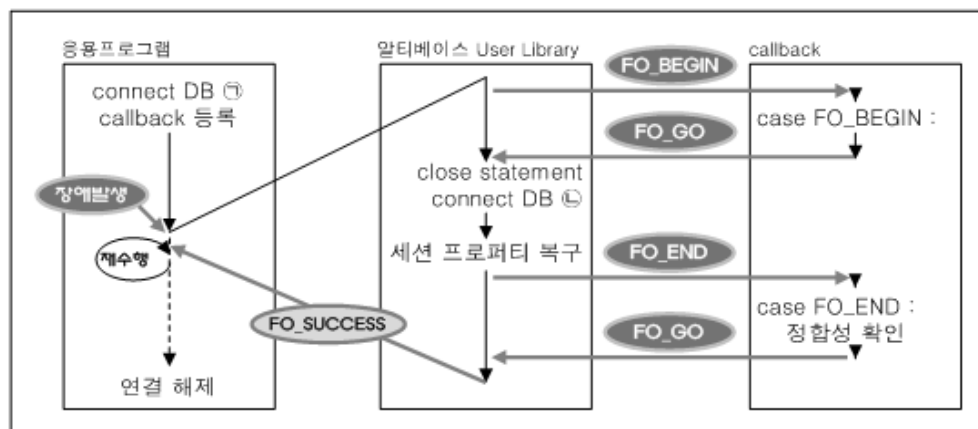 응용프로그램
connect DB ㉠
callback 등록
장애발생
재수행
연결 해제
알티베이스 User Library
close statement
connect DB ㉡
세션 프로퍼티 복구
FO_SUCCESS
FO_BEGIN
FO_GO
FO_END
FO_GO
callback
case FO_BEGIN :
case FO_END :
정합성 확인